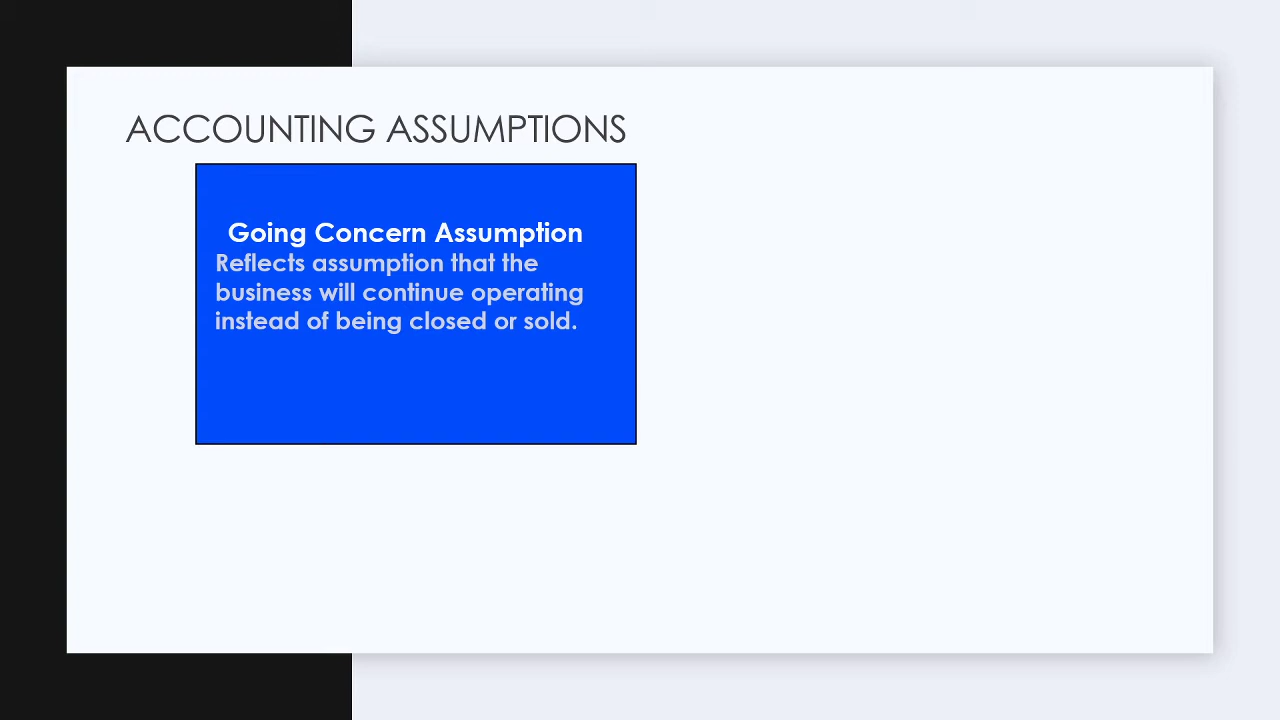 ACCOUNTING ASSUMPTIONS
Going Concern Assumption
Reflects assumption that the
business will continue operating
instead of being closed or sold.